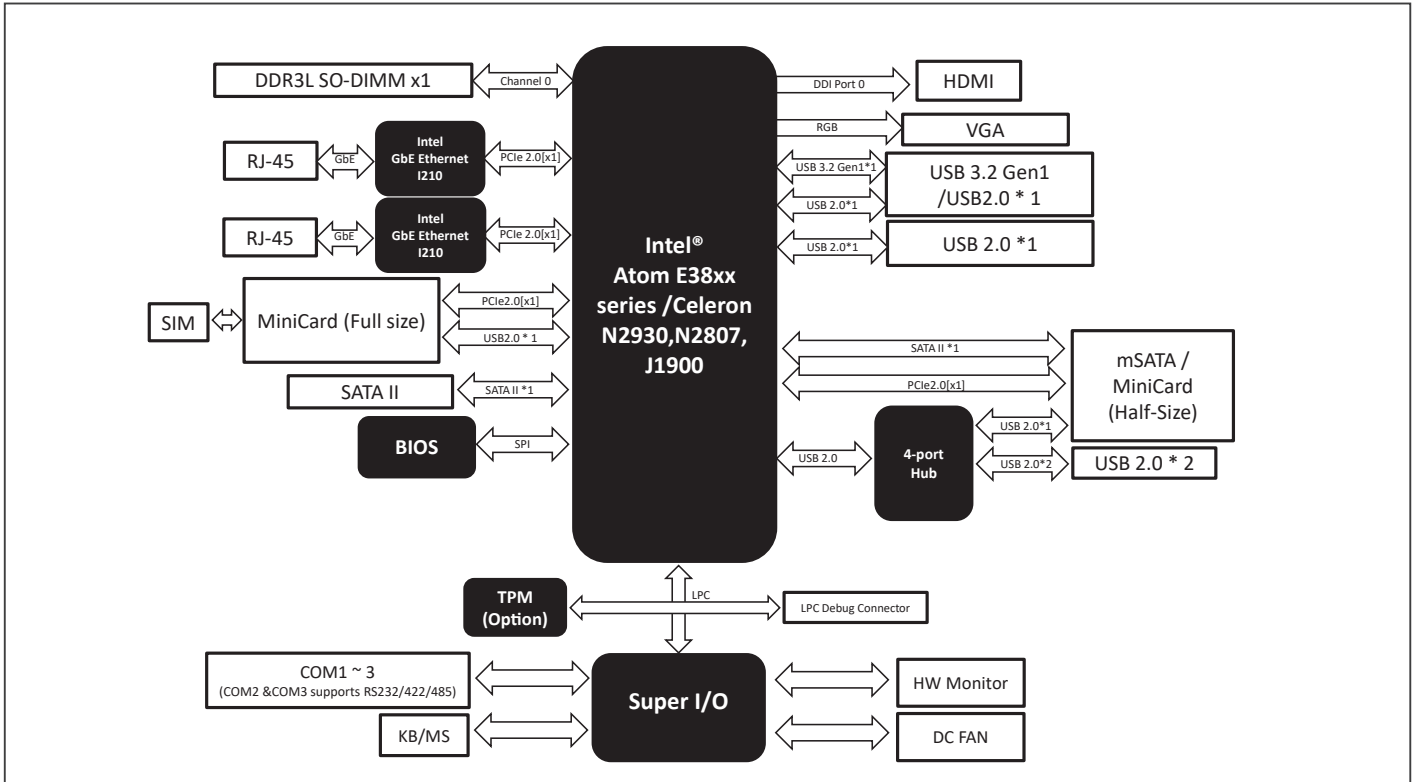 DDR3L SO-DIMM x1
Channel 0
DDI Port 0
HDMI
RGB
VGA
RJ-45
GbE
Intel
GbE Ethernet
I210
PCIe 2.0[x1]
USB 3.2 Gen1*1
USB 2.0*1
USB 3.2 Gen1
/USB2.0 * 1
RJ-45
GbE
Intel
GbE Ethernet
I210
PCIe 2.0[x1]
USB 2.0*1
USB 2.0 *1
Intel®
Atom E38xx
series /Celeron
N2930,N2807,
J1900
SIM
MiniCard (Full size)
PCIe2.0[x1]
USB2.0 * 1
SATA II *1
PCIe2.0[x1]
mSATA /
MiniCard
(Half-Size)
SATA II
SATA II *1
BIOS
SPI
USB 2.0
4-port
Hub
USB 2.0*1
USB 2.0*2
USB 2.0 * 2
TPM
(Option)
LPC
LPC Debug Connector
COM1 ~ 3
(COM2 &COM3 supports RS232/422/485)
Super I/O
HW Monitor
KB/MS
DC FAN